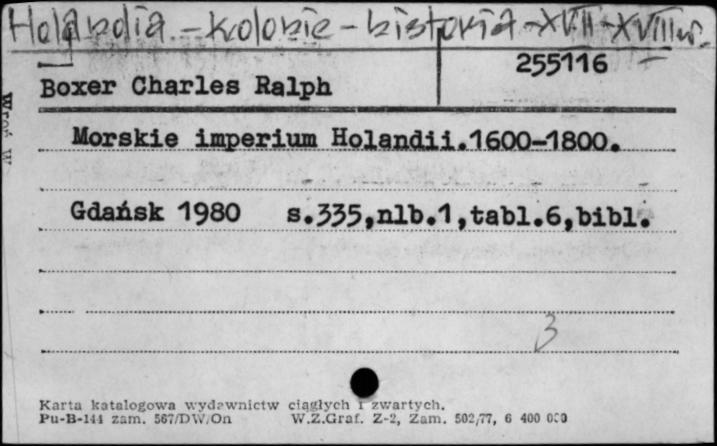 Holandia - kolonie - historia - XVII - XVIII w.
255116
Boxer Charles Ralph
Morskie imperium Holandii.1600-1800.
Gdańsk 1980 s.335,nlb.1,tabl.6,bibl.
3
Karta katalogowa wydawnictw ciągłych i zwartych.
Pu-B-144 zam. 567/DW/On W.Z.Graf. Z-2, Zam. 502/77, 6 400 000